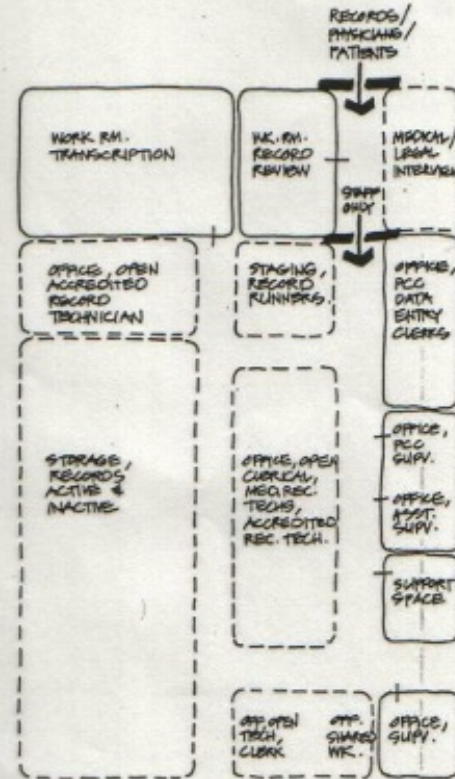 RECORDS/
PHYSICIANS/
PATIENTS
WORK RM.
TRANSCRIPTION
WK. RM.
RECORD
REVIEW
MEDICAL/
LEGAL
INTERVIEW
STAFF
ONLY
OFFICE, OPEN
ACCREDITED
RECORD
TECHNICIAN
STAGING,
RECORD
RUNNERS.
OFFICE,
PCC
DATA
ENTRY
CLERKS
STORAGE,
RECORDS
ACTIVE &
INACTIVE
OFFICE, OPEN
CLERICAL,
MED. REC.
TECHS,
ACCREDITED
REC. TECH.
OFFICE,
PCC
SUPV.
OFFICE,
ASST.
SUPV.
SUPPORT
SPACE
OFF. OPEN
TECH,
CLERK
OFF.
SHARED
WK.
OFFICE,
SUPV.